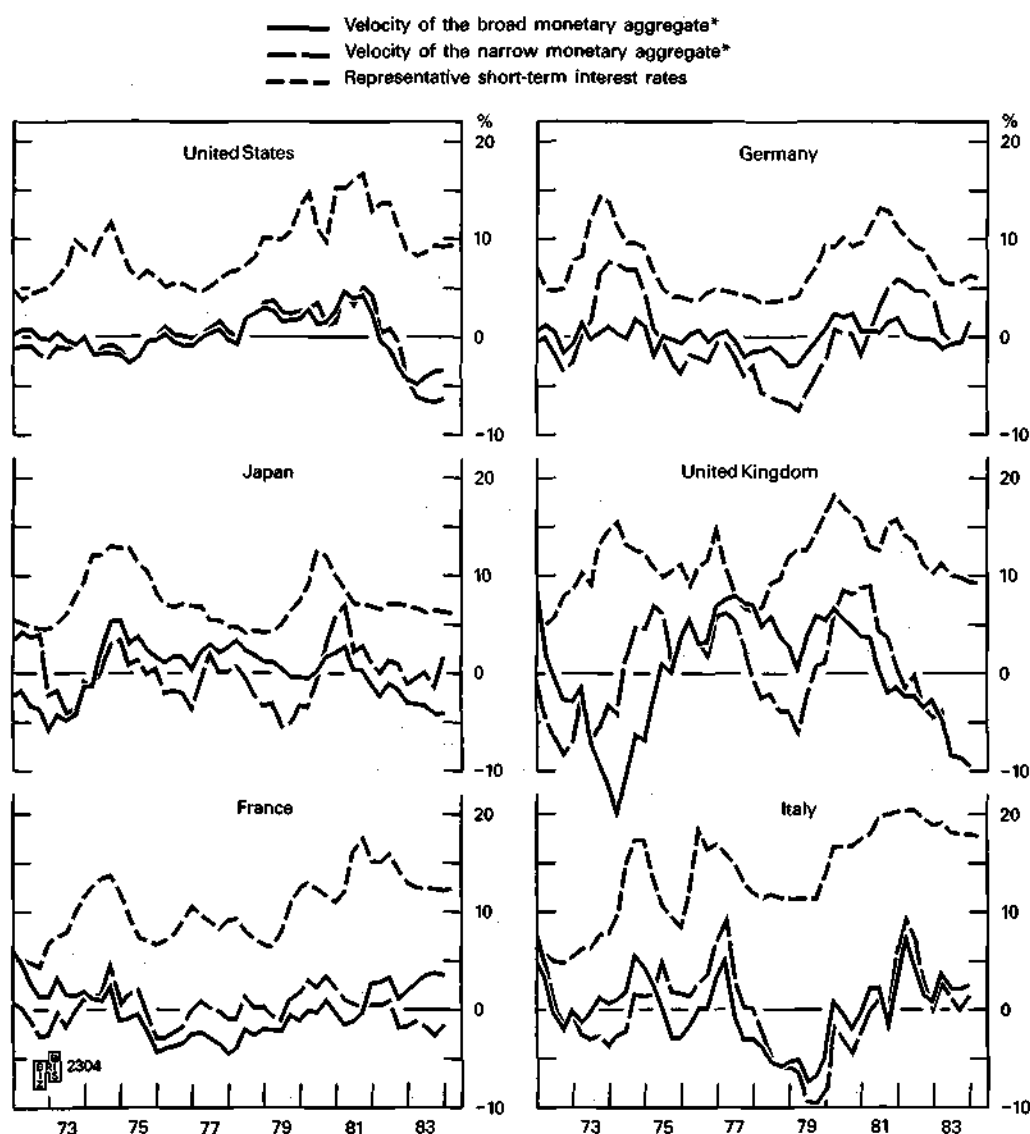 Velocity of the broad monetary aggregate*
Velocity of the narrow monetary aggregate*
Representative short-term interest rates
% %
United States 20 Germany 20
10 10
0 0
-10 -10
Japan 20 United Kingdom 20
10 10
0 0
-10 -10
France 20 Italy 20
10 10
0 0
2304
-10 -10
73 75 77 79 81 83 73 75 77 79 81 83